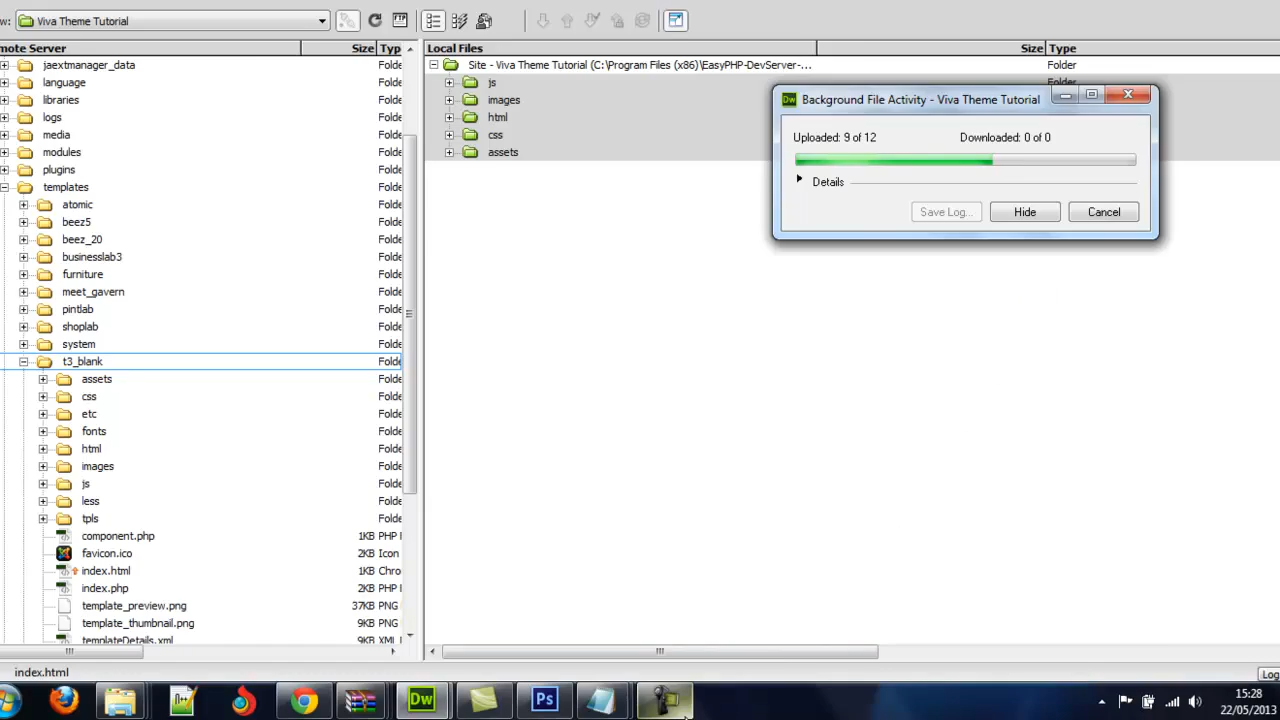 w: Viva Theme Tutorial
mote Server Size Typ
jaextmanager_data Folde
language Folde
libraries Folde
logs Folde
media Folde
modules Folde
plugins Folde
templates Folde
atomic Folde
beez5 Folde
beez_20 Folde
businesslab3 Folde
furniture Folde
meet_gavern Folde
pintlab Folde
shoplab Folde
system Folde
t3_blank Folde
assets Folde
css Folde
etc Folde
fonts Folde
html Folde
images Folde
js Folde
less Folde
tpls Folde
component.php 1KB PHP
favicon.ico 2KB Icon
index.html 1KB Chro
index.php 2KB PHP
template_preview.png 37KB PNG
template_thumbnail.png 9KB PNG
templateDetails.xml 9KB XML
Local Files Size Type
Site - Viva Theme Tutorial (C:\Program Files (x86)\EasyPHP-DevServer-... Folder
js Folder
images
html
css
assets
Dw Background File Activity - Viva Theme Tutorial
Uploaded: 9 of 12 Downloaded: 0 of 0
Details
Save Log... Hide Cancel
index.html Log
Dw Ps
15:28
22/05/2013